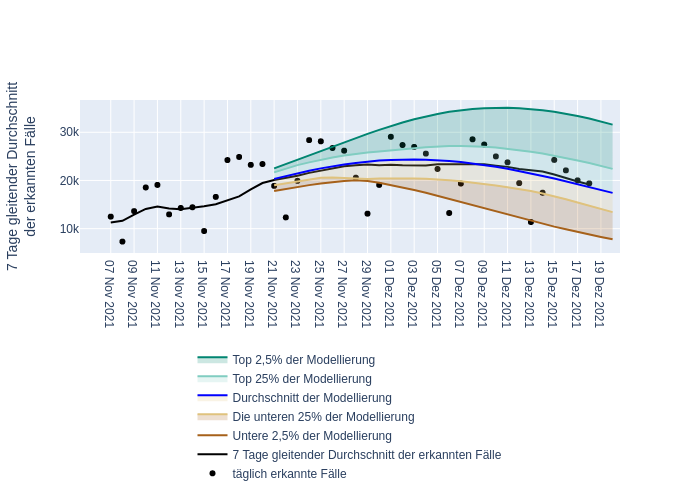 7 Tage gleitender Durchschnitt
der erkannten Fälle
30k
20k
10k
07 Nov 2021
09 Nov 2021
11 Nov 2021
13 Nov 2021
15 Nov 2021
17 Nov 2021
19 Nov 2021
21 Nov 2021
23 Nov 2021
25 Nov 2021
27 Nov 2021
29 Nov 2021
01 Dez 2021
03 Dez 2021
05 Dez 2021
07 Dez 2021
09 Dez 2021
11 Dez 2021
13 Dez 2021
15 Dez 2021
17 Dez 2021
19 Dez 2021
Top 2,5% der Modellierung
Top 25% der Modellierung
Durchschnitt der Modellierung
Die unteren 25% der Modellierung
Untere 2,5% der Modellierung
7 Tage gleitender Durchschnitt der erkannten Fälle
täglich erkannte Fälle